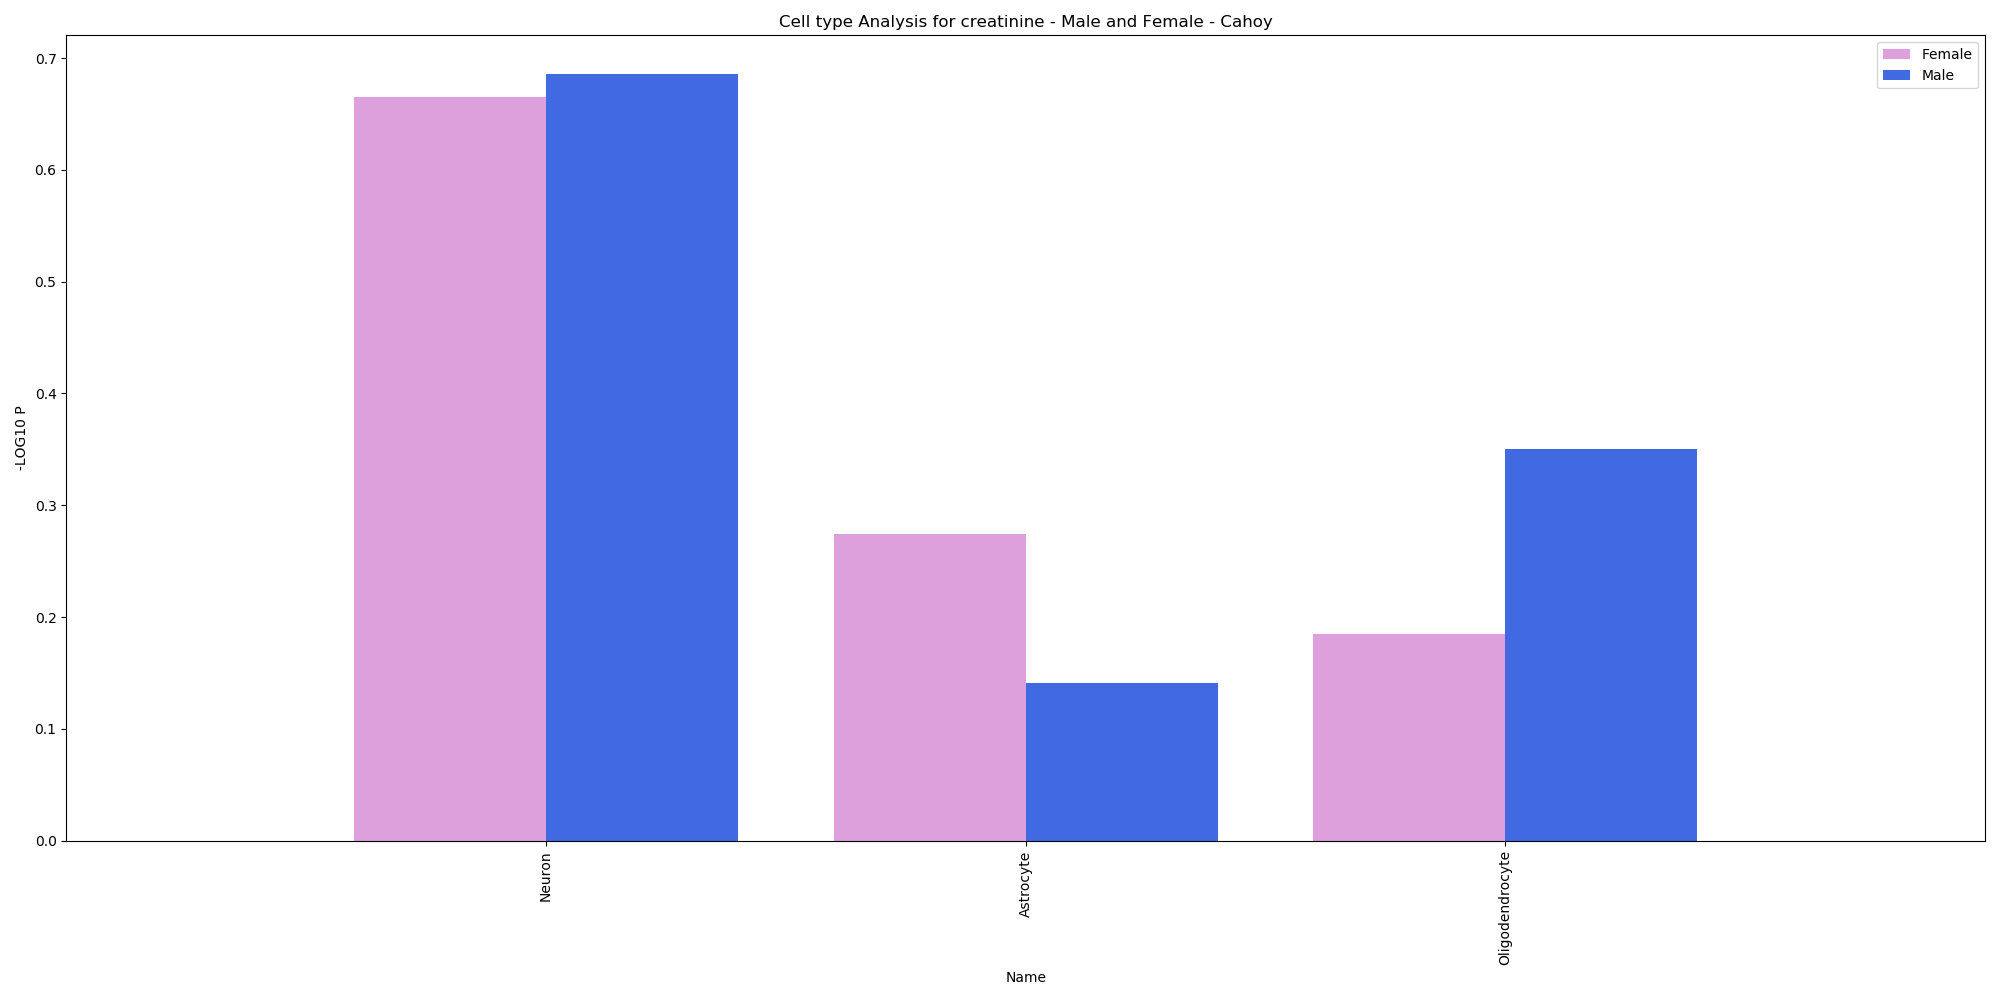 Cell type Analysis for creatinine - Male and Female - Cahoy
Female
Male
-LOG10 P
0.7
0.6
0.5
0.4
0.3
0.2
0.1
0.0
Neuron
Astrocyte
Oligodendrocyte
Name